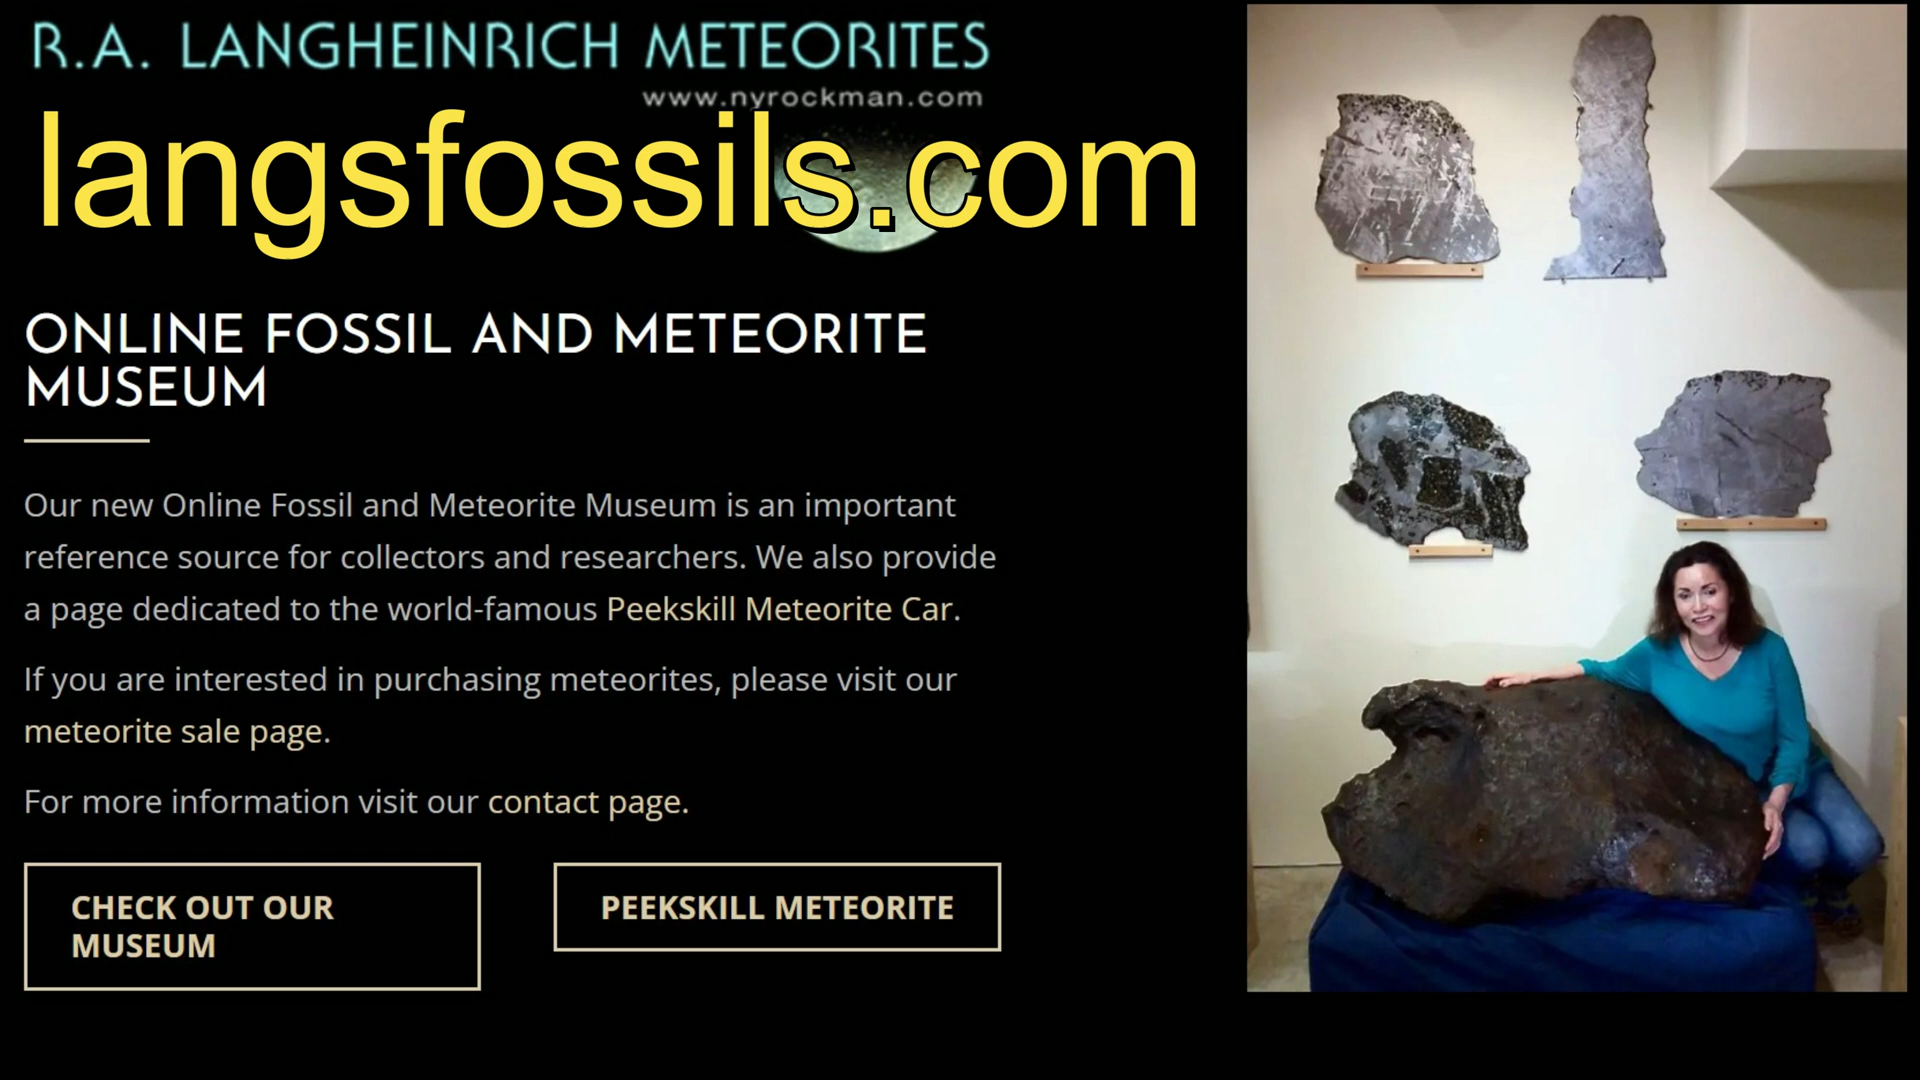 R.A. LANGHEINRICH METEORITES
www.nyrockman.com
langsfossils.com
ONLINE FOSSIL AND METEORITE
MUSEUM
Our new Online Fossil and Meteorite Museum is an important
reference source for collectors and researchers. We also provide
a page dedicated to the world-famous Peekskill Meteorite Car.
If you are interested in purchasing meteorites, please visit our
meteorite sale page.
For more information visit our contact page.
CHECK OUT OUR
MUSEUM
PEEKSKILL METEORITE